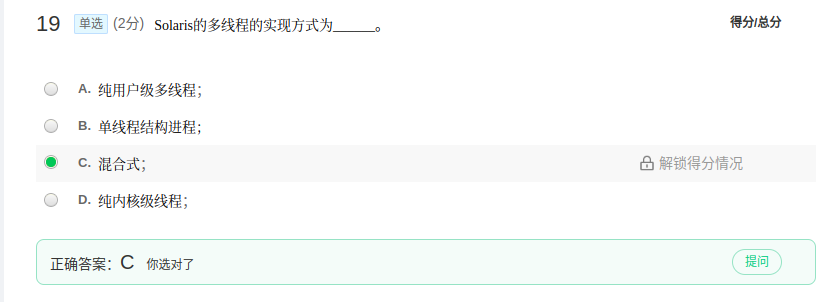 19 单选 (2分) Solaris的多线程的实现方式为______。 得分/总分
A. 纯用户级多线程；
B. 单线程结构进程；
C. 混合式； 解锁得分情况
D. 纯内核级线程；
正确答案：C 你选对了 提问